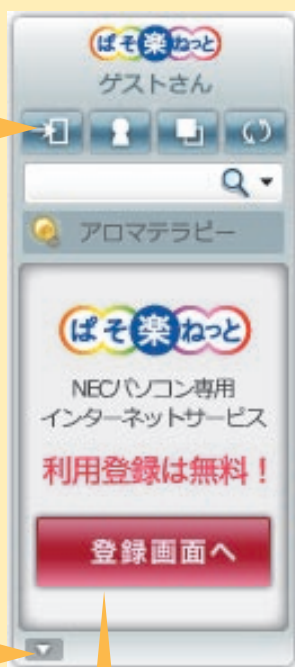 ぱそ楽ねっと
ゲストさん
アロマテラピー
ぱそ楽ねっと
NECパソコン専用
インターネットサービス
利用登録は無料！
登録画面へ